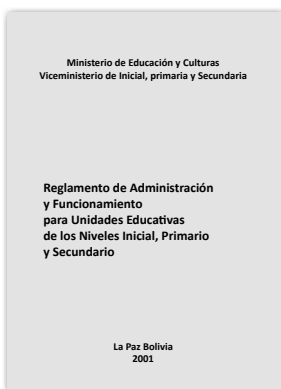 Ministerio de Educación y Culturas
Viceministerio de Inicial, primaria y Secundaria
Reglamento de Administración
y Funcionamiento
para Unidades Educativas
de los Niveles Inicial, Primario
y Secundario
La Paz Bolivia
2001